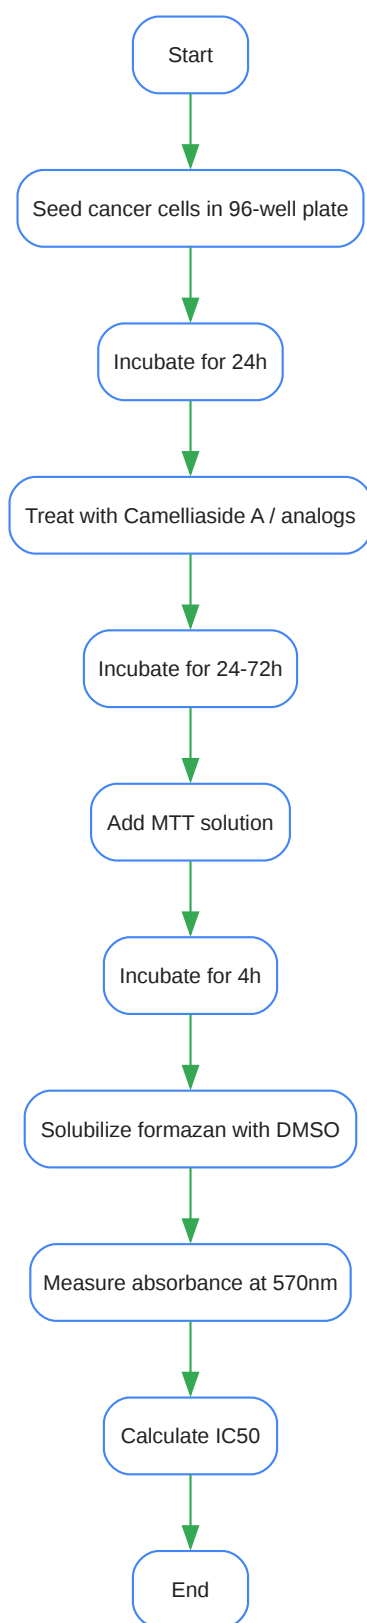 Start
Seed cancer cells in 96-well plate
Incubate for 24h
Treat with Camelliaside A / analogs
Incubate for 24-72h
Add MTT solution
Incubate for 4h
Solubilize formazan with DMSO
Measure absorbance at 570nm
Calculate IC50
End